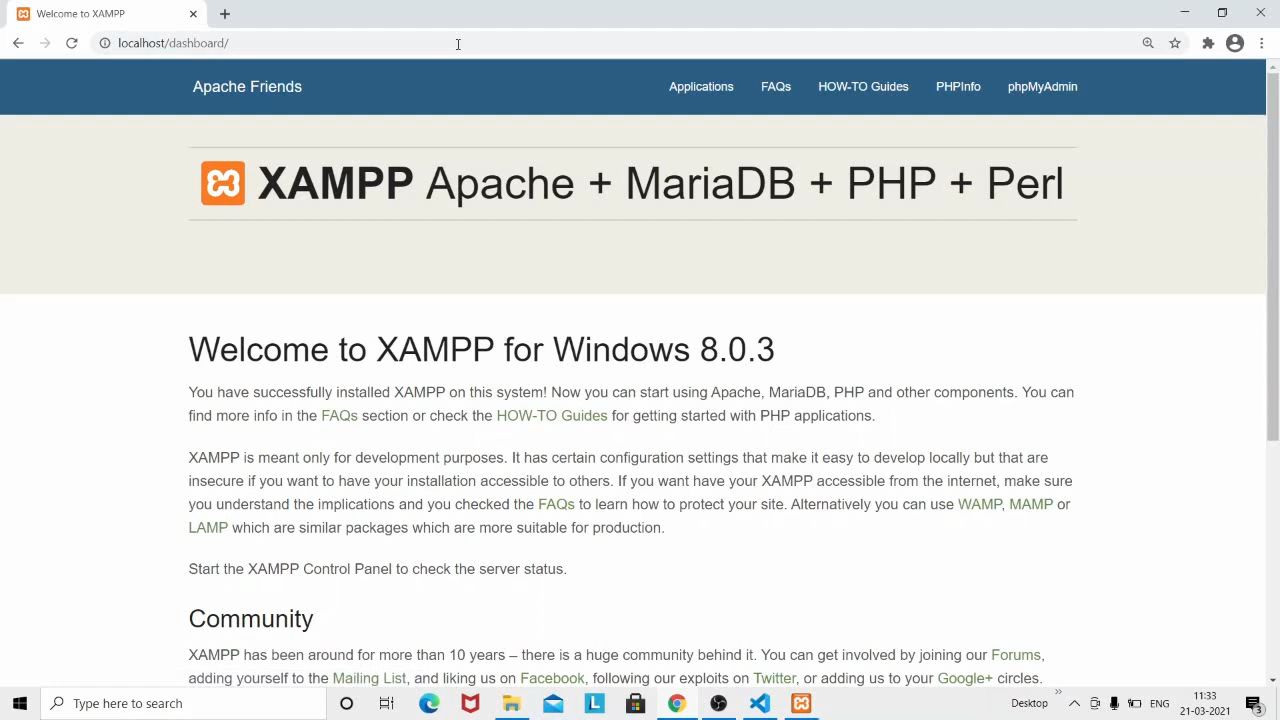 Welcome to XAMPP
localhost/dashboard/
Apache Friends
Applications FAQs HOW-TO Guides PHPInfo phpMyAdmin
XAMPP Apache + MariaDB + PHP + Perl
Welcome to XAMPP for Windows 8.0.3
You have successfully installed XAMPP on this system! Now you can start using Apache, MariaDB, PHP and other components. You can
find more info in the FAQs section or check the HOW-TO Guides for getting started with PHP applications.
XAMPP is meant only for development purposes. It has certain configuration settings that make it easy to develop locally but that are
insecure if you want to have your installation accessible to others. If you want have your XAMPP accessible from the internet, make sure
you understand the implications and you checked the FAQs to learn how to protect your site. Alternatively you can use WAMP, MAMP or
LAMP which are similar packages which are more suitable for production.
Start the XAMPP Control Panel to check the server status.
Community
XAMPP has been around for more than 10 years – there is a huge community behind it. You can get involved by joining our Forums,
adding yourself to the Mailing List, and liking us on Facebook, following our exploits on Twitter, or adding us to your Google+ circles.
Type here to search
L
Desktop
»
ENG
11:33
21-03-2021
3